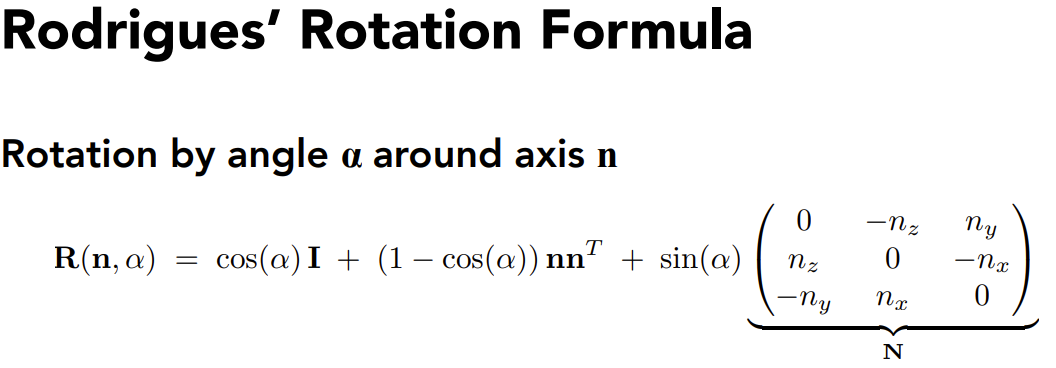 Rodrigues’ Rotation Formula
Rotation by angle α around axis n
R(n, α) = cos(α) I + (1 − cos(α)) nnᵀ + sin(α) ( 0 −n_z n_y
n_z 0 −n_x
−n_y n_x 0 )
N